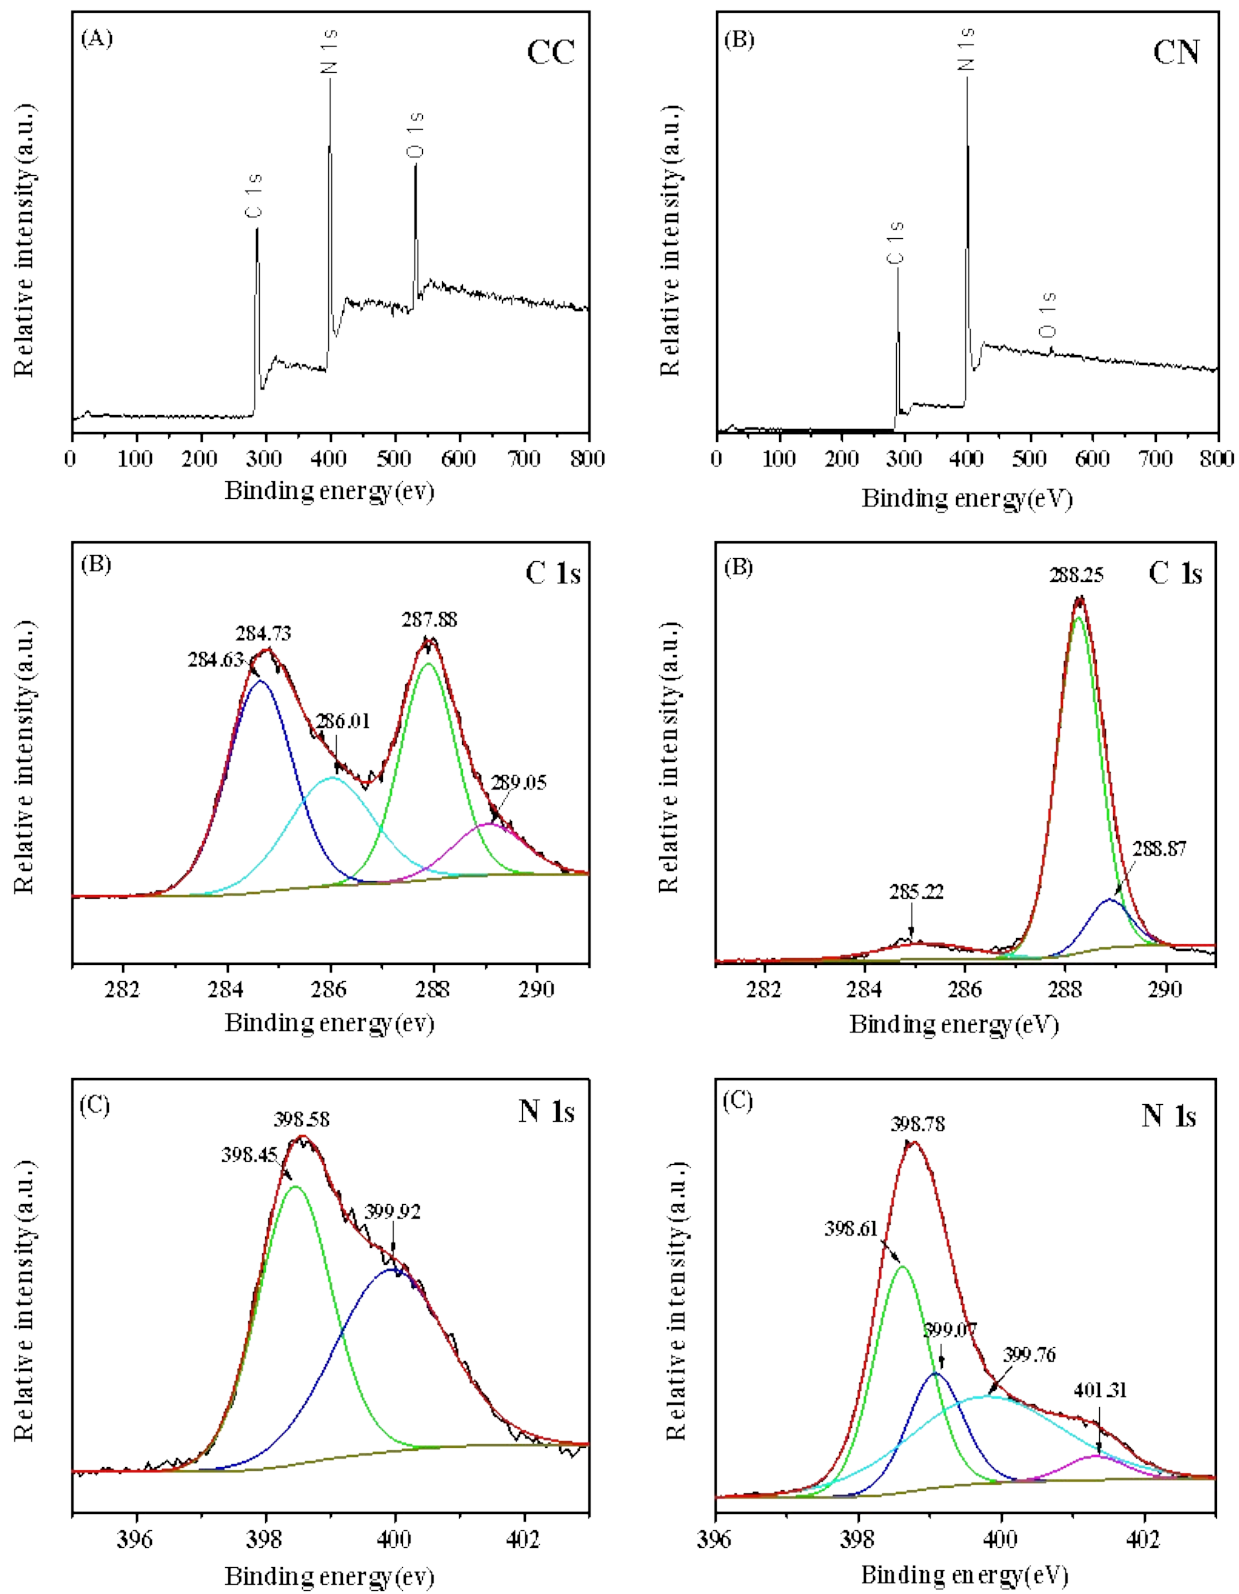 (A)
CC
C 1s
N 1s
O 1s
Relative intensity (a.u.)
0 100 200 300 400 500 600 700 800
Binding energy(ev)
(B)
CN
C 1s
N 1s
O 1s
Relative intensity (a.u.)
0 100 200 300 400 500 600 700 800
Binding energy(eV)
(B)
C 1s
284.73
284.63
286.01
287.88
289.05
Relative intensity (a.u.)
282 284 286 288 290
Binding energy(ev)
(B)
C 1s
288.25
288.87
285.22
Relative intensity(a.u.)
282 284 286 288 290
Binding energy(eV)
(C)
N 1s
398.58
398.45
399.92
Relative intensity(a.u.)
396 398 400 402
Binding energy(ev)
(C)
N 1s
398.78
398.61
399.07
399.76
401.31
Relative intensity(a.u.)
396 398 400 402
Binding energy(eV)